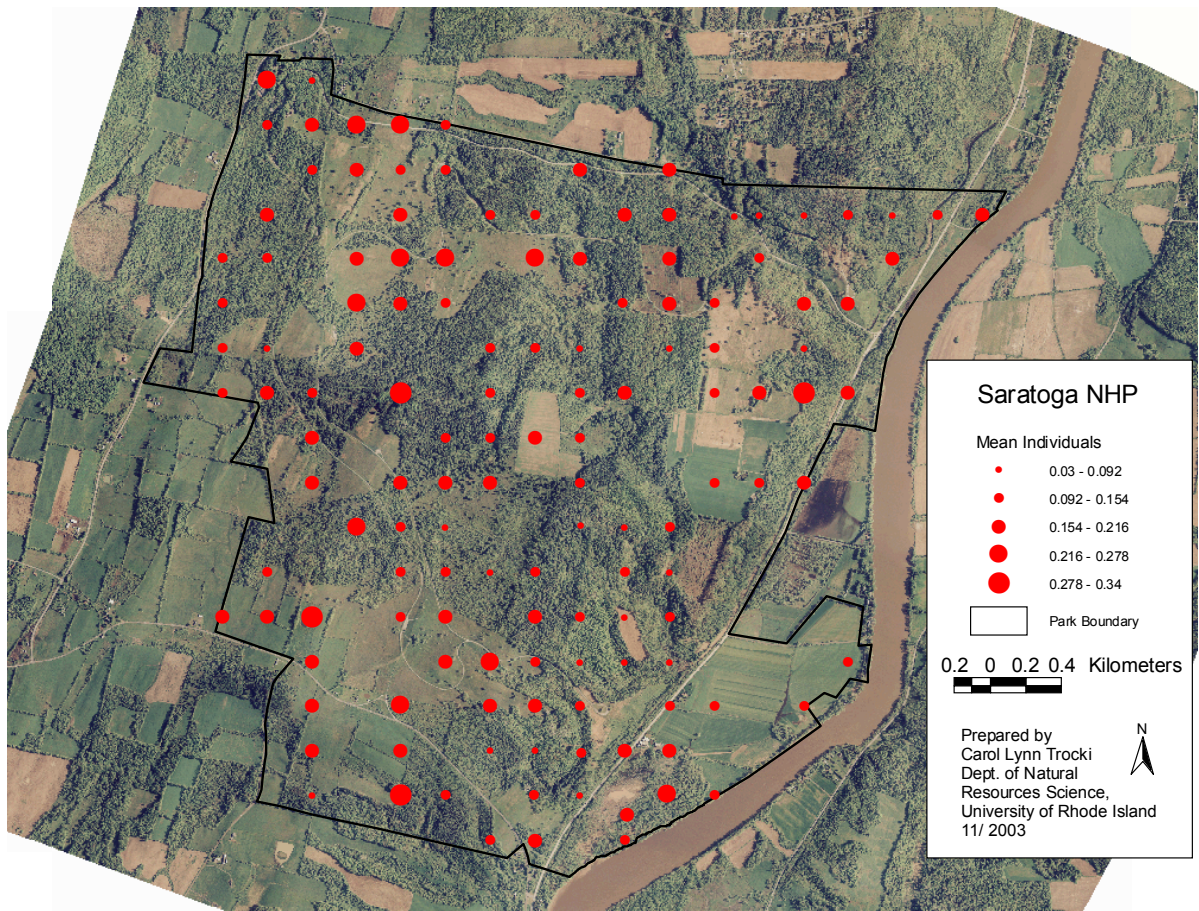 Saratoga NHP
Mean Individuals
0.03 - 0.092
0.092 - 0.154
0.154 - 0.216
0.216 - 0.278
0.278 - 0.34
Park Boundary
0.2 0 0.2 0.4 Kilometers
N
Prepared by
Carol Lynn Trocki
Dept. of Natural
Resources Science,
University of Rhode Island
11/ 2003